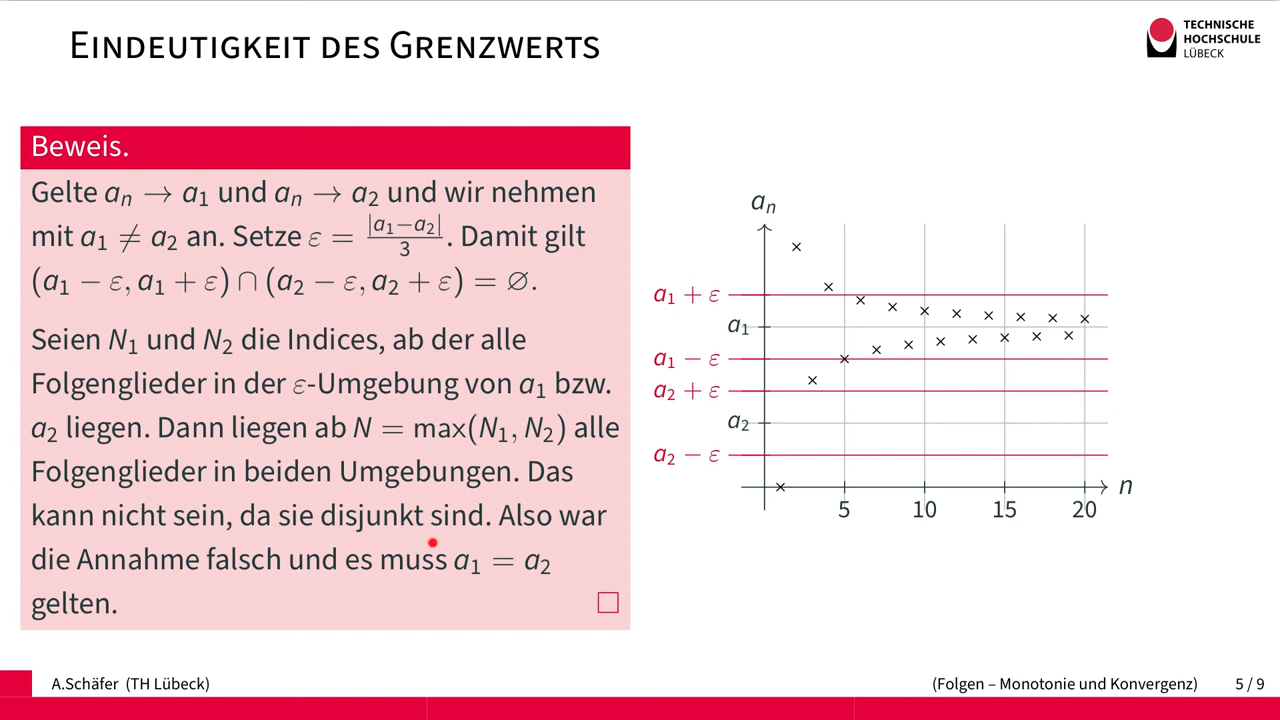 EINDEUTIGKEIT DES GRENZWERTS
TECHNISCHE
HOCHSCHULE
LÜBECK
Beweis.
Gelte aₙ → a₁ und aₙ → a₂ und wir nehmen
mit a₁ ≠ a₂ an. Setze ε = |a₁−a₂|/3. Damit gilt
(a₁ − ε, a₁ + ε) ∩ (a₂ − ε, a₂ + ε) = ∅.
Seien N₁ und N₂ die Indices, ab der alle
Folgenglieder in der ε-Umgebung von a₁ bzw.
a₂ liegen. Dann liegen ab N = max(N₁, N₂) alle
Folgenglieder in beiden Umgebungen. Das
kann nicht sein, da sie disjunkt sind. Also war
die Annahme falsch und es muss a₁ = a₂
gelten. □
aₙ
a₁ + ε
a₁
a₁ − ε
a₂ + ε
a₂
a₂ − ε
n
5 10 15 20
A.Schäfer (TH Lübeck)
(Folgen – Monotonie und Konvergenz) 5 / 9